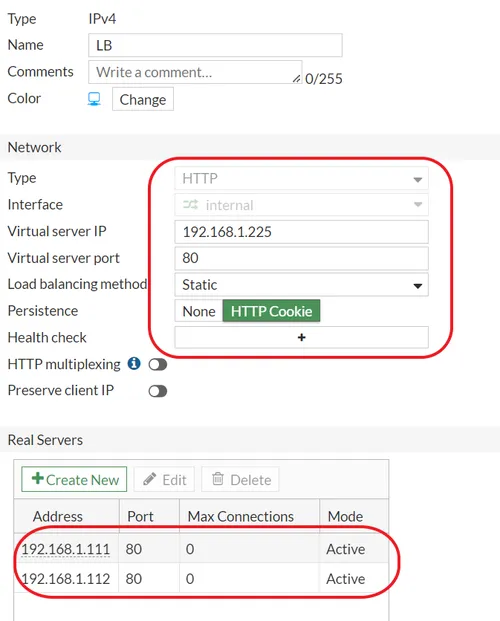 Type IPv4
Name LB
Comments Write a comment... 0/255
Color Change
Network
Type HTTP
Interface internal
Virtual server IP 192.168.1.225
Virtual server port 80
Load balancing method Static
Persistence None HTTP Cookie
Health check +
HTTP multiplexing i
Preserve client IP
Real Servers
+Create New Edit Delete
Address Port Max Connections Mode
192.168.1.111 80 0 Active
192.168.1.112 80 0 Active